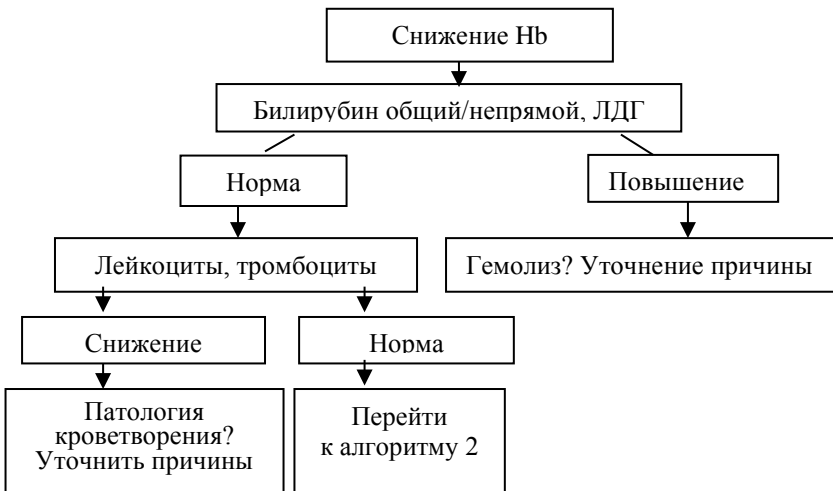 Снижение Hb
Билирубин общий/непрямой, ЛДГ
Норма
Повышение
Лейкоциты, тромбоциты
Гемолиз? Уточнение причины
Снижение
Норма
Патология
кроветворения?
Уточнить причины
Перейти
к алгоритму 2